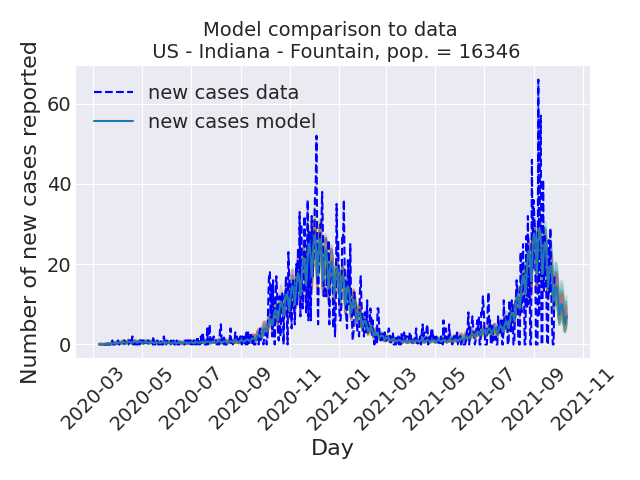 Model comparison to data
US - Indiana - Fountain, pop. = 16346
new cases data
new cases model
Number of new cases reported
60
40
20
0
2020-03
2020-05
2020-07
2020-09
2020-11
2021-01
2021-03
2021-05
2021-07
2021-09
2021-11
Day